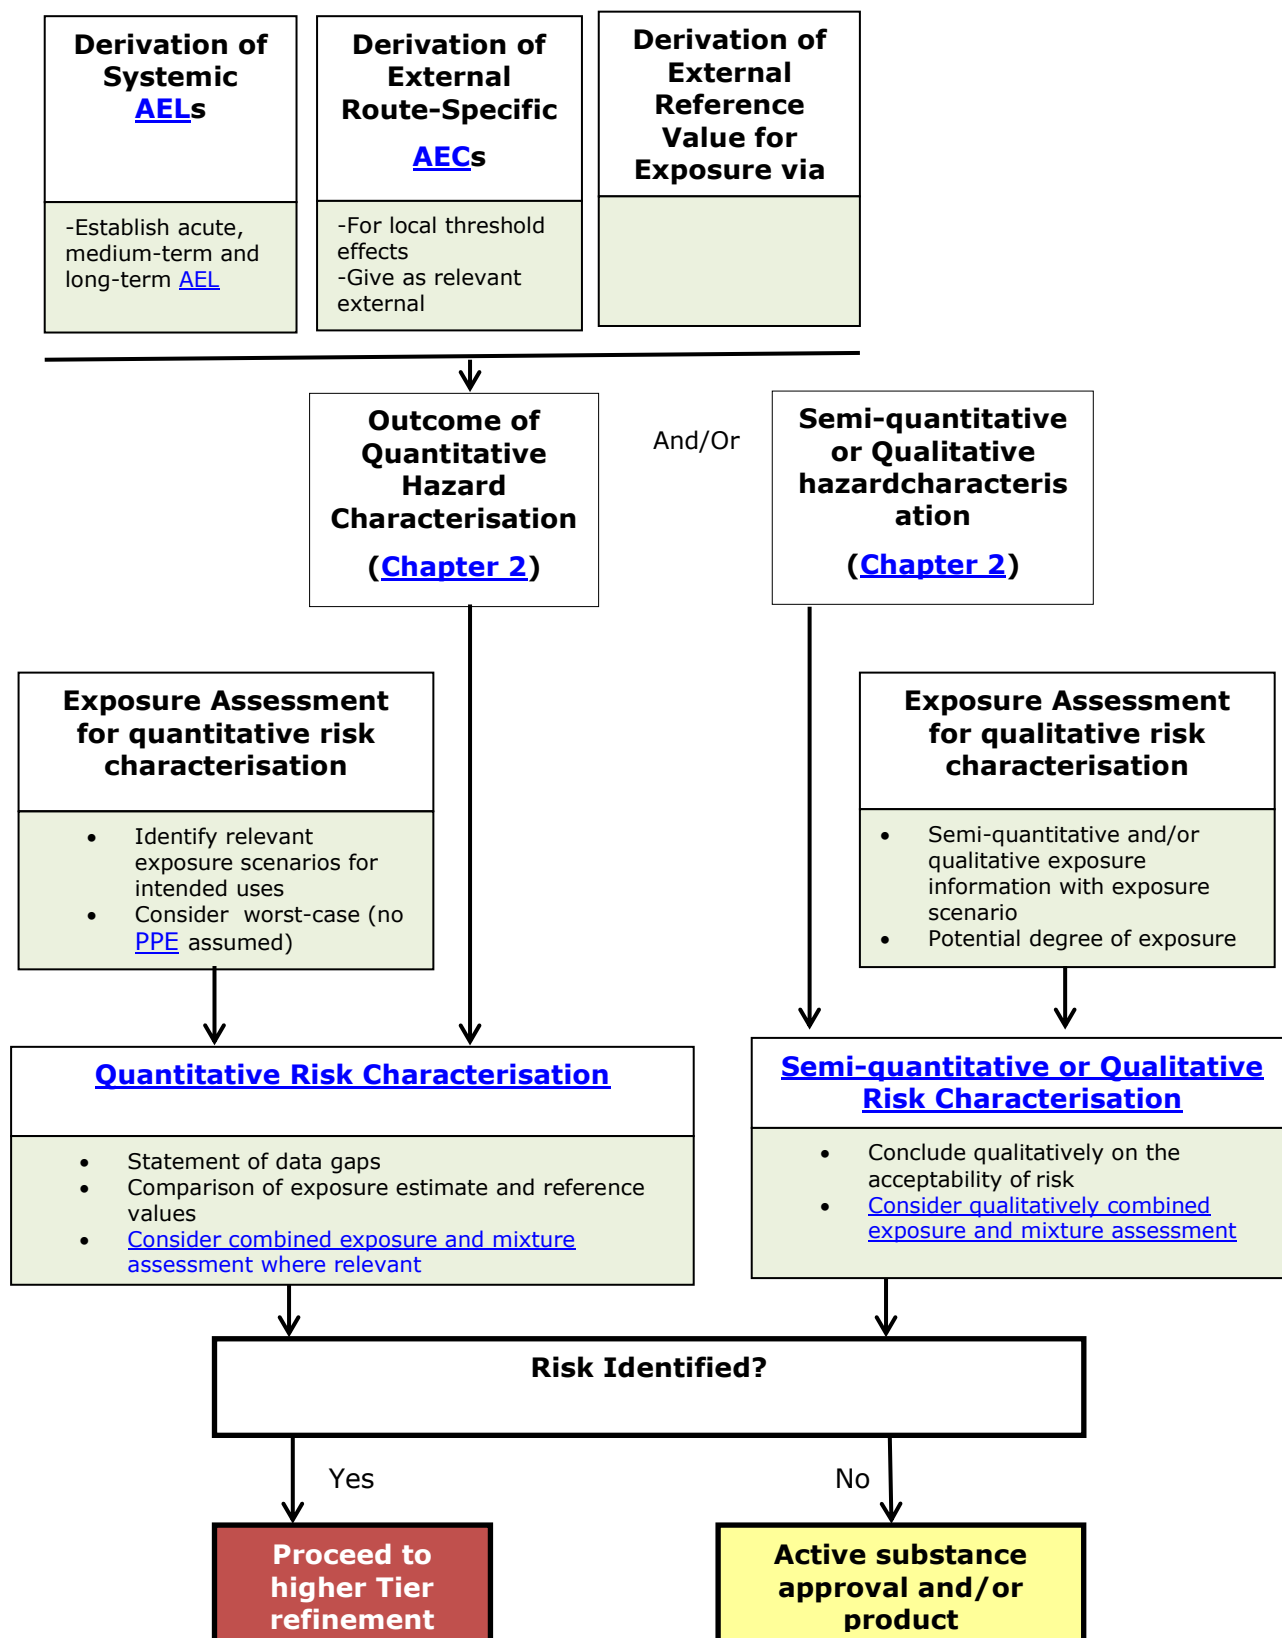 Derivation of
Systemic
AELs
-Establish acute,
medium-term and
long-term AEL
Derivation of
External
Route-Specific
AECs
-For local threshold
effects
-Give as relevant
external
Derivation of
External
Reference
Value for
Exposure via
Outcome of
Quantitative
Hazard
Characterisation
(Chapter 2)
And/Or
Semi-quantitative
or Qualitative
hazardcharacteris
ation
(Chapter 2)
Exposure Assessment
for quantitative risk
characterisation
• Identify relevant
exposure scenarios for
intended uses
• Consider worst-case (no
PPE assumed)
Exposure Assessment
for qualitative risk
characterisation
• Semi-quantitative and/or
qualitative exposure
information with exposure
scenario
• Potential degree of exposure
Quantitative Risk Characterisation
• Statement of data gaps
• Comparison of exposure estimate and reference
values
• Consider combined exposure and mixture
assessment where relevant
Semi-quantitative or Qualitative
Risk Characterisation
• Conclude qualitatively on the
acceptability of risk
• Consider qualitatively combined
exposure and mixture assessment
Risk Identified?
Yes
No
Proceed to
higher Tier
refinement
Active substance
approval and/or
product